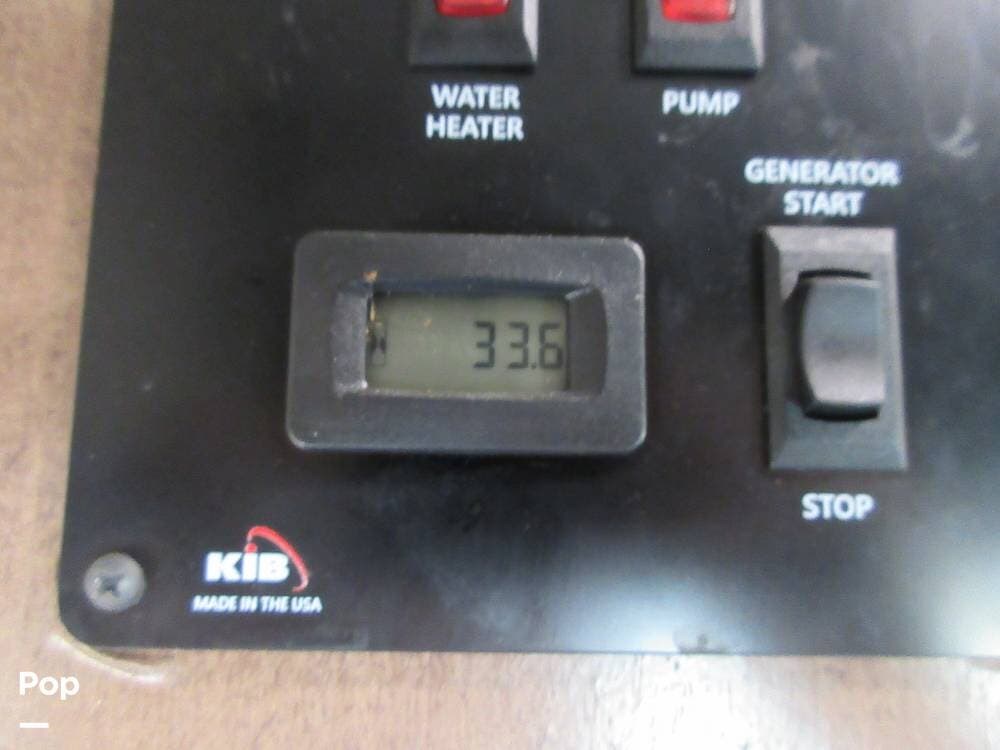 WATER
HEATER
PUMP
GENERATOR
START
33.6
STOP
KIB
MADE IN THE USA
Pop